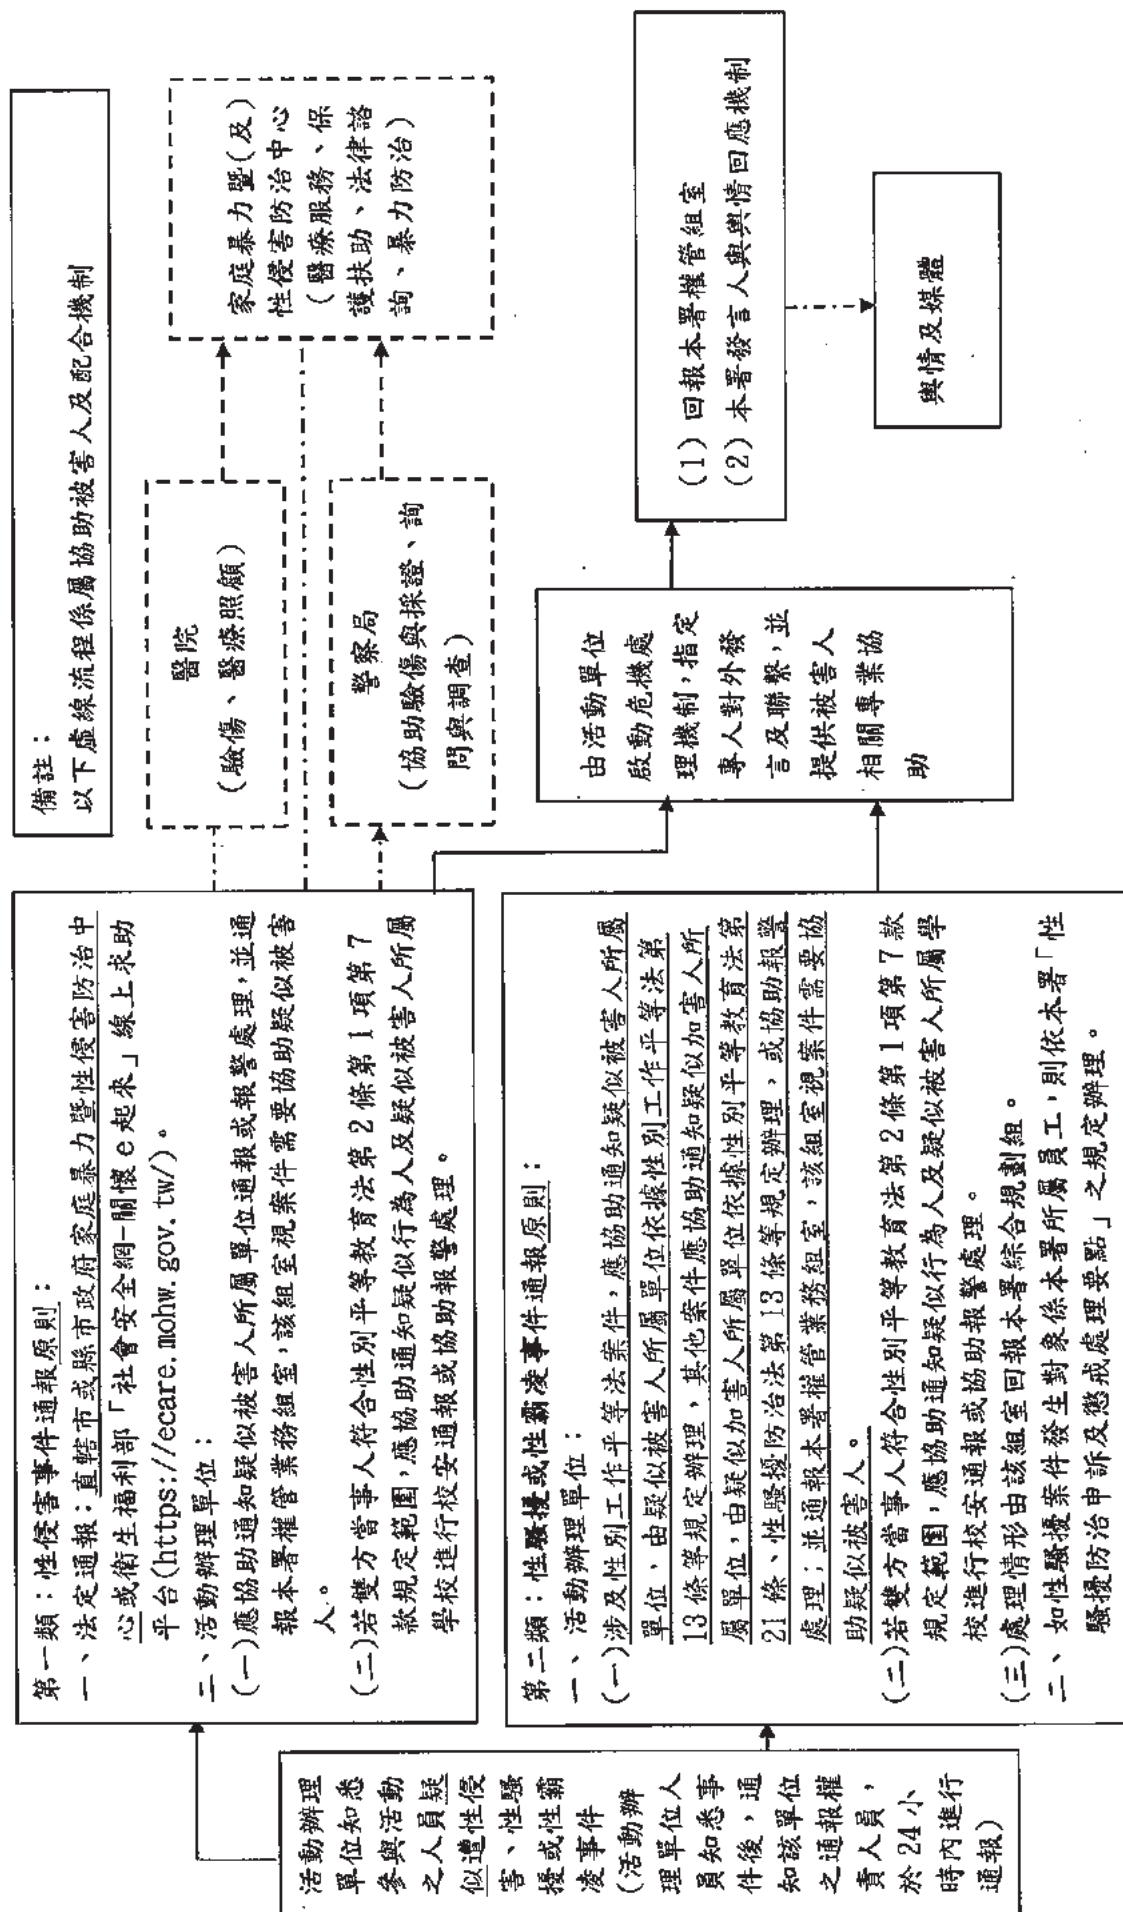 備註：
以下虛線流程係屬協助被害人及配合機制
活動辦理
單位知悉
參與活動
之人員疑
似遭性侵
害、性騷
擾或性霸
凌事件
(活動辦
理單位人
員知悉事
件後，通
知該單位
之通報權
責人員，
於24小
時內進行
通報)
第一類：性侵害事件通報原則：
一、法定通報：直轄市或縣市政府家庭暴力暨性侵害防治中
心或衛生福利部「社會安全網-關懷e起來」線上求助
平台(https://ecare.mohw.gov.tw/)。
二、活動辦理單位：
(一)應協助通知疑似被害人所屬單位通報或報警處理，並通
報本署權管業務組室，該組室視案件需要協助疑似被害
人。
(二)若雙方當事人符合性別平等教育法第2條第1項第7
款規定範圍，應協助通知疑似行為人及疑似被害人所屬
學校進行校安通報或協助報警處理。
第二類：性騷擾或性霸凌事件通報原則：
一、活動辦理單位：
(一)涉及性別工作平等法案件，應協助通知疑似被害人所屬
單位，由疑似被害人所屬單位依據性別工作平等法第
13條等規定辦理，其他案件應協助通知疑似加害人所
屬單位，由疑似加害人所屬單位依據性別平等教育法第
21條、性騷擾防治法第13條等規定辦理，或協助報警
處理；並通報本署權管業務組室，該組室視案件需要協
助疑似被害人。
(二)若雙方當事人符合性別平等教育法第2條第1項第7款
規定範圍，應協助通知疑似行為人及疑似被害人所屬學
校進行校安通報或協助報警處理。
(三)處理情形由該組室回報本署綜合規劃組。
二、如性騷擾案件發生對象係本署所屬員工，則依本署「性
騷擾防治申訴及懲戒處理要點」之規定辦理。
醫院
(驗傷、醫療照顧)
警察局
(協助驗傷與採證、詢
問與調查)
家庭暴力暨(及)
性侵害防治中心
(醫療服務、保
護扶助、法律諮
詢、暴力防治)
由活動單位
啟動危機處
理機制，指定
專人對外發
言及聯繫，並
提供被害人
相關專業協
助
(1)回報本署權管組室
(2)本署發言人與輿情回應機制
輿情及媒體